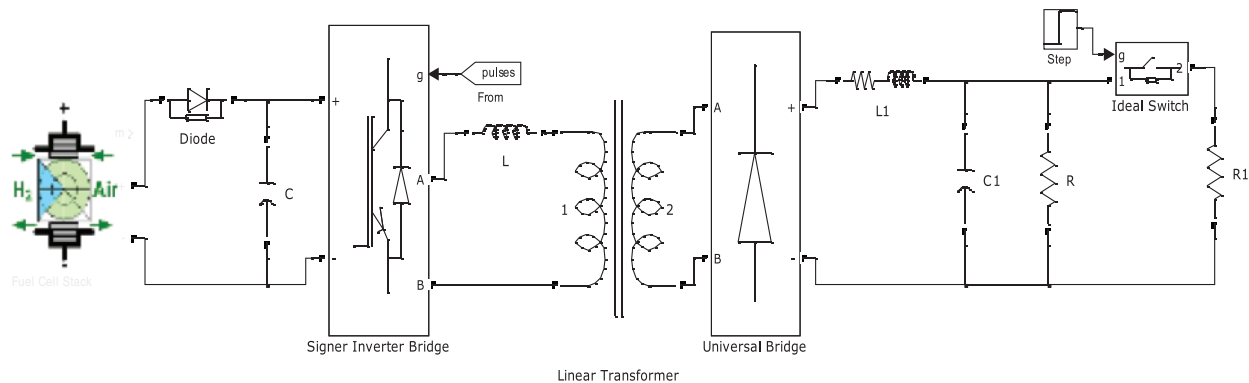 Step
g
1
2
Ideal Switch
g
pulses
From
+
m
Diode
+
A
+
L1
L
A
H2
Air
C
1
2
C1
R
R1
-
B
B
-
Fuel Cell Stack
Signer Inverter Bridge
Universal Bridge
Linear Transformer